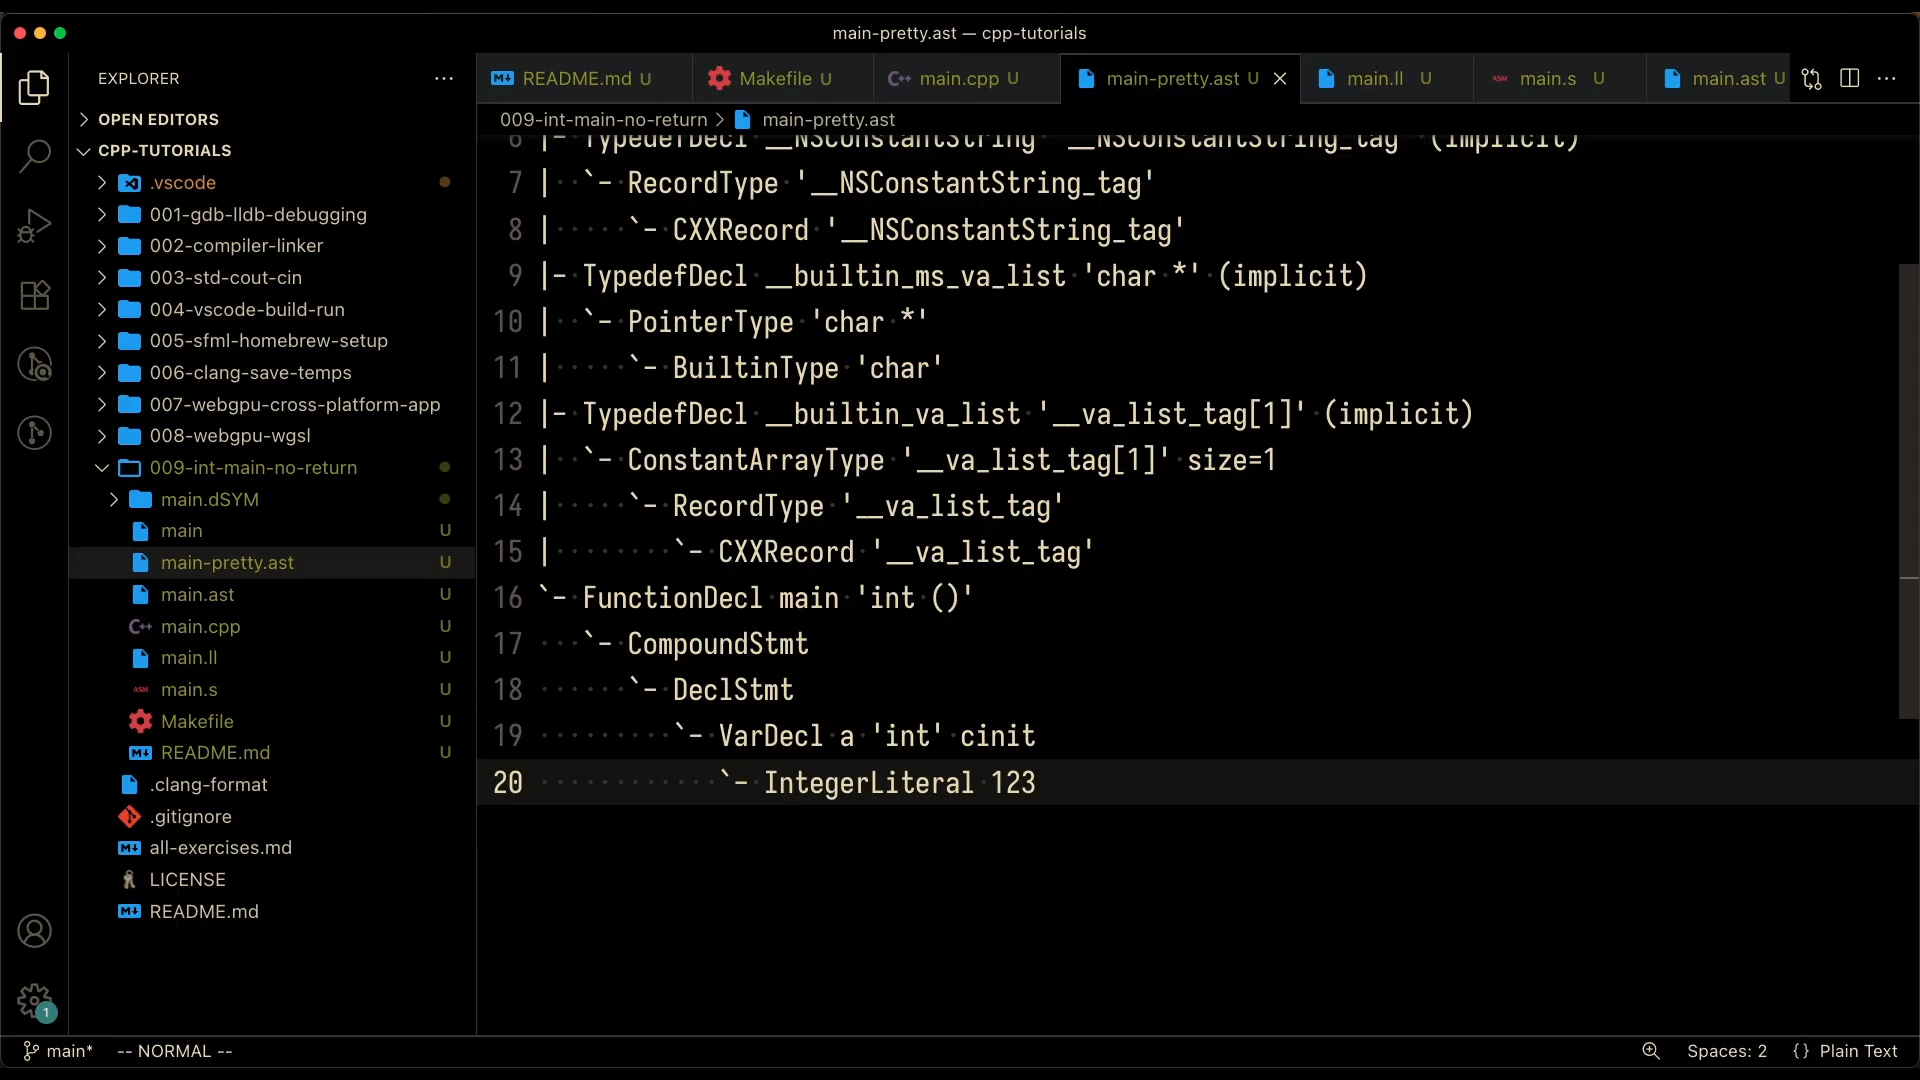 main-pretty.ast — cpp-tutorials
EXPLORER
README.md U
Makefile U
main.cpp U
main-pretty.ast U
main.ll U
main.s U
main.ast U
009-int-main-no-return > main-pretty.ast
OPEN EDITORS
CPP-TUTORIALS
.vscode
001-gdb-lldb-debugging
002-compiler-linker
003-std-cout-cin
004-vscode-build-run
005-sfml-homebrew-setup
006-clang-save-temps
007-webgpu-cross-platform-app
008-webgpu-wgsl
009-int-main-no-return
main.dSYM
main U
main-pretty.ast U
main.ast U
main.cpp U
main.ll U
main.s U
Makefile U
README.md U
.clang-format
.gitignore
all-exercises.md
LICENSE
README.md
6 |- TypedefDecl __NSConstantString '__NSConstantString_tag' (implicit)
7 | `- RecordType '__NSConstantString_tag'
8 | `- CXXRecord '__NSConstantString_tag'
9 |- TypedefDecl __builtin_ms_va_list 'char *' (implicit)
10 | `- PointerType 'char *'
11 | `- BuiltinType 'char'
12 |- TypedefDecl __builtin_va_list '__va_list_tag[1]' (implicit)
13 | `- ConstantArrayType '__va_list_tag[1]' size=1
14 | `- RecordType '__va_list_tag'
15 | `- CXXRecord '__va_list_tag'
16 `- FunctionDecl main 'int ()'
17 `- CompoundStmt
18 `- DeclStmt
19 `- VarDecl a 'int' cinit
20 `- IntegerLiteral 123
1
main* -- NORMAL --
Spaces: 2 {} Plain Text